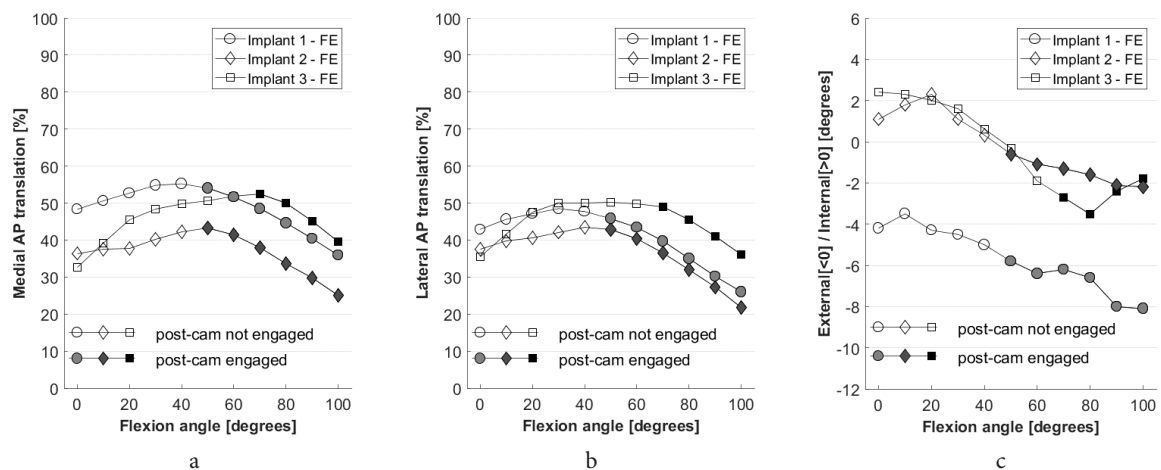 100
90
80
70
60
50
40
30
20
10
0
Medial AP translation [%]
Implant 1 - FE
Implant 2 - FE
Implant 3 - FE
post-cam not engaged
post-cam engaged
0 20 40 60 80 100
Flexion angle [degrees]
a
100
90
80
70
60
50
40
30
20
10
0
Lateral AP translation [%]
Implant 1 - FE
Implant 2 - FE
Implant 3 - FE
post-cam not engaged
post-cam engaged
0 20 40 60 80 100
Flexion angle [degrees]
b
6
4
2
0
-2
-4
-6
-8
-10
-12
External[<0] / Internal[>0] [degrees]
Implant 1 - FE
Implant 2 - FE
Implant 3 - FE
post-cam not engaged
post-cam engaged
0 20 40 60 80 100
Flexion angle [degrees]
c